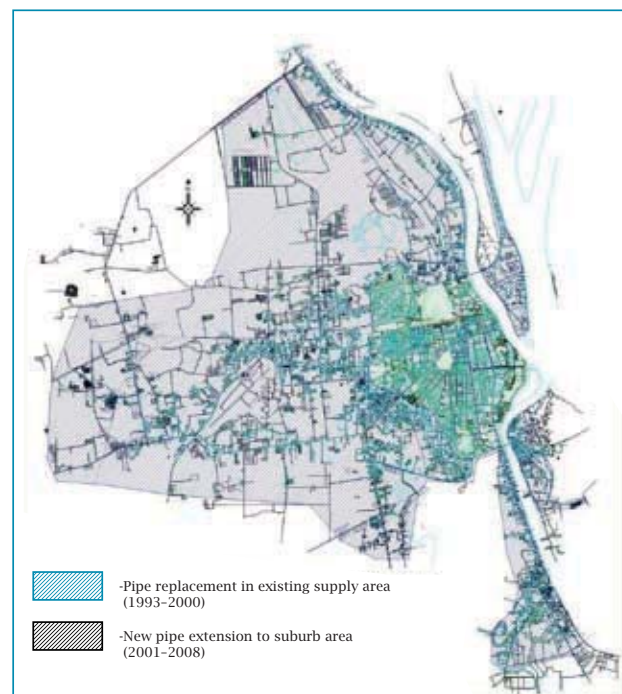 -Pipe replacement in existing supply area
(1993–2000)
-New pipe extension to suburb area
(2001–2008)